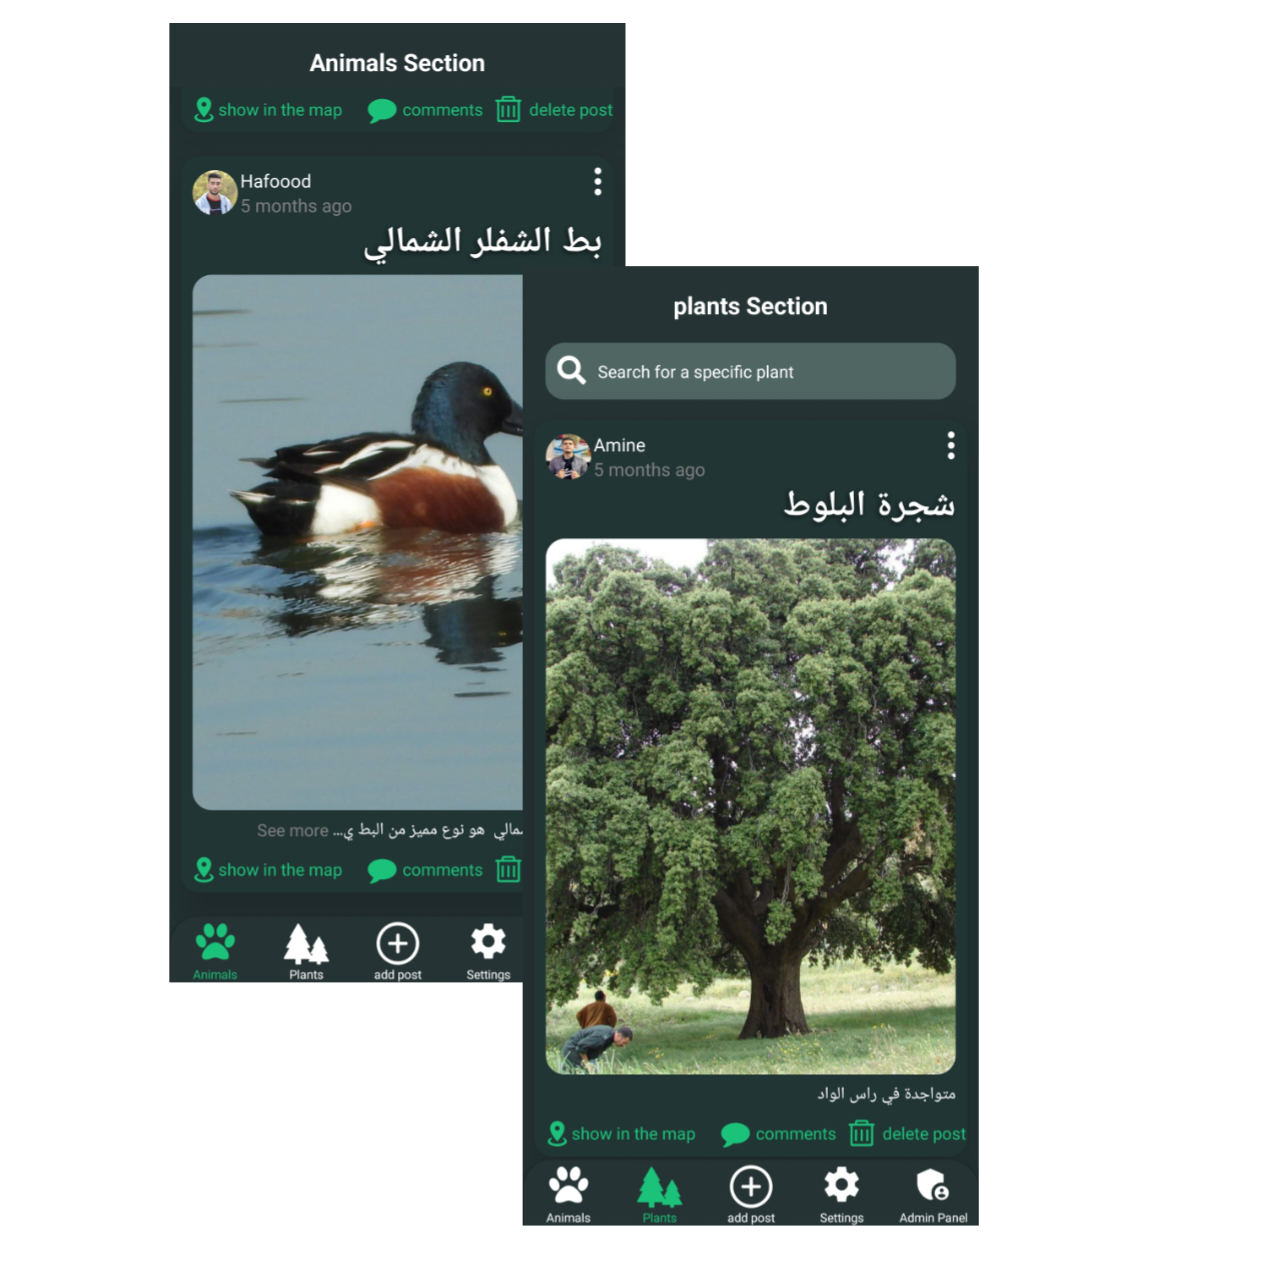 Animals Section
show in the map comments delete post
Hafoood
5 months ago
بط الشفلر الشمالي
هو نوع مميز من البط ي... See more
show in the map comments
Animals Plants add post Settings
plants Section
Search for a specific plant
Amine
5 months ago
شجرة البلوط
متواجدة في راس الواد
show in the map comments delete post
Animals Plants add post Settings Admin Panel